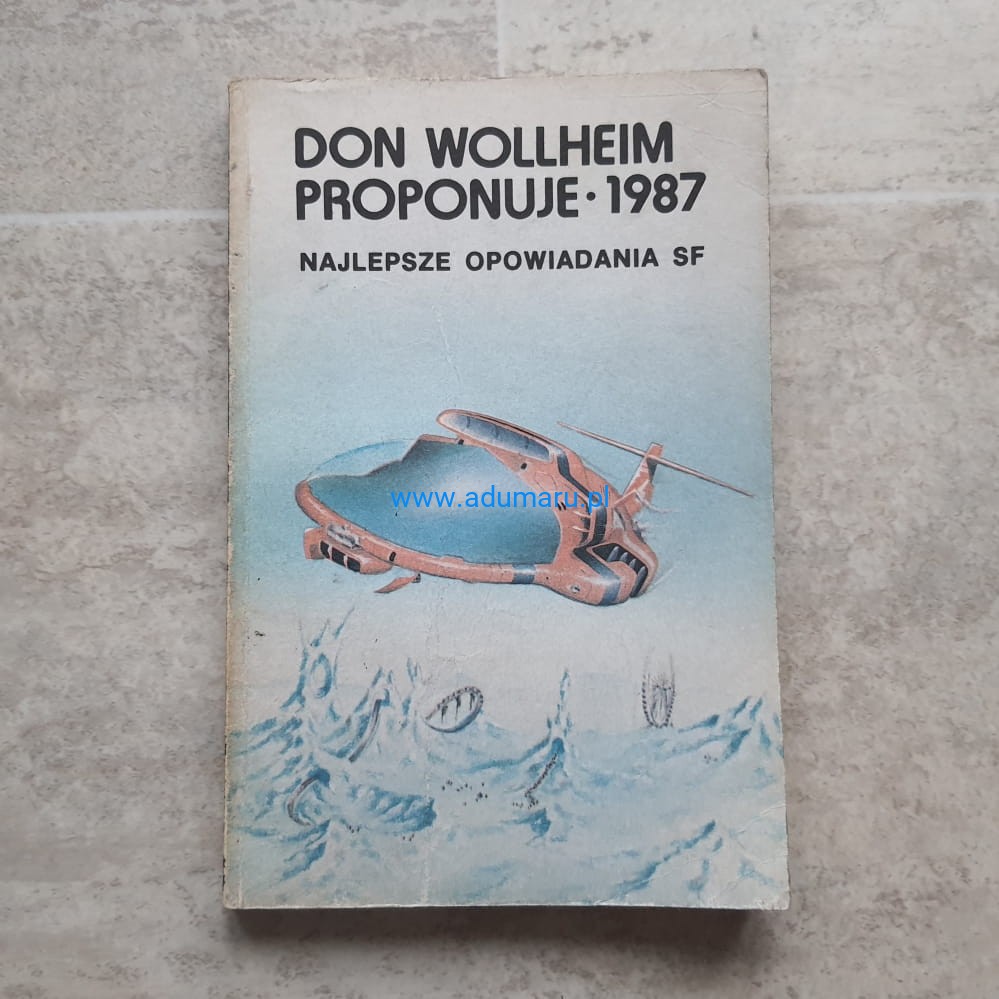 DON WOLLHEIM
PROPONUJE · 1987
NAJLEPSZE OPOWIADANIA SF
www.adumaru.pl